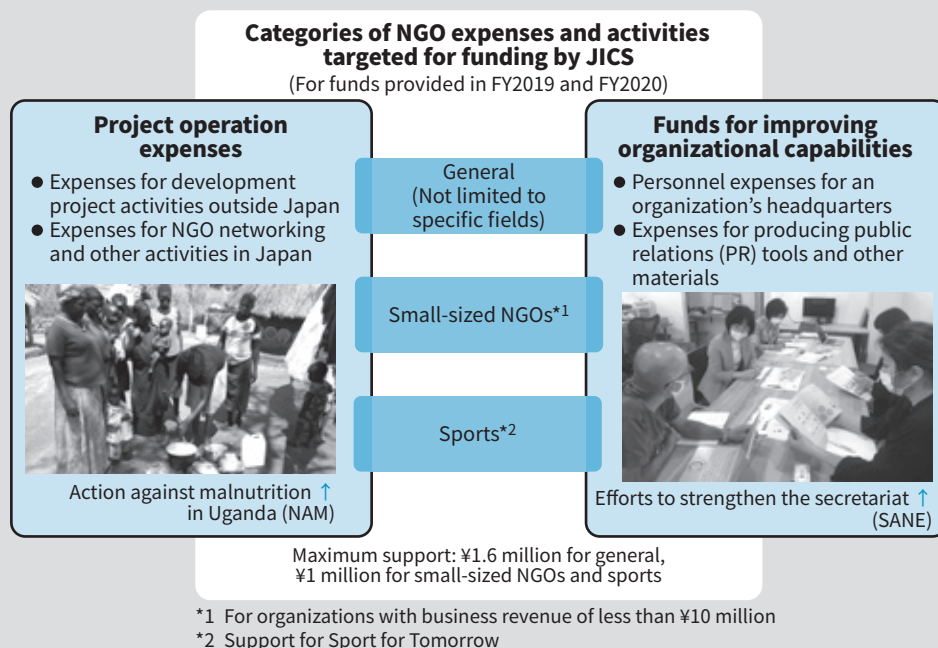 Categories of NGO expenses and activities
targeted for funding by JICS
(For funds provided in FY2019 and FY2020)
Project operation
expenses
● Expenses for development
project activities outside Japan
● Expenses for NGO networking
and other activities in Japan
Action against malnutrition ↑
in Uganda (NAM)
General
(Not limited to
specific fields)
Small-sized NGOs*1
Sports*2
Funds for improving
organizational capabilities
● Personnel expenses for an
organization's headquarters
● Expenses for producing public
relations (PR) tools and other
materials
Efforts to strengthen the secretariat ↑
(SANE)
Maximum support: ¥1.6 million for general,
¥1 million for small-sized NGOs and sports
*1 For organizations with business revenue of less than ¥10 million
*2 Support for Sport for Tomorrow